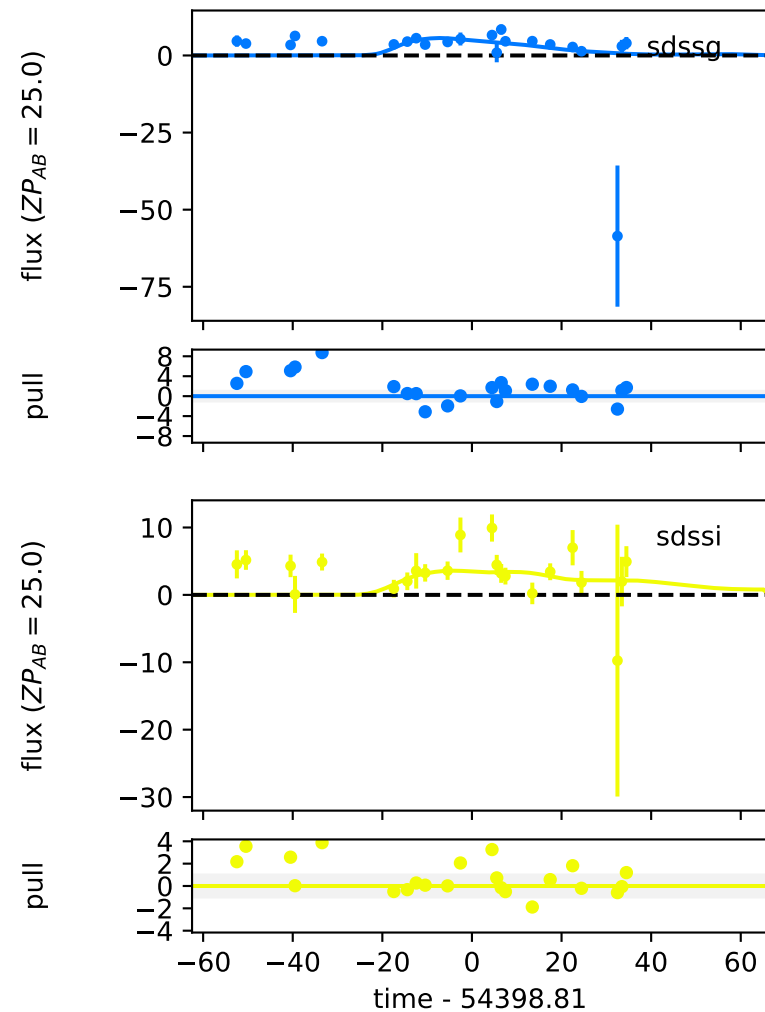 sdssg
flux (ZP_AB = 25.0)
0
−25
−50
−75
pull
8
4
0
−4
−8
sdssi
flux (ZP_AB = 25.0)
10
0
−10
−20
−30
pull
4
2
0
−2
−4
−60 −40 −20 0 20 40 60
time - 54398.81